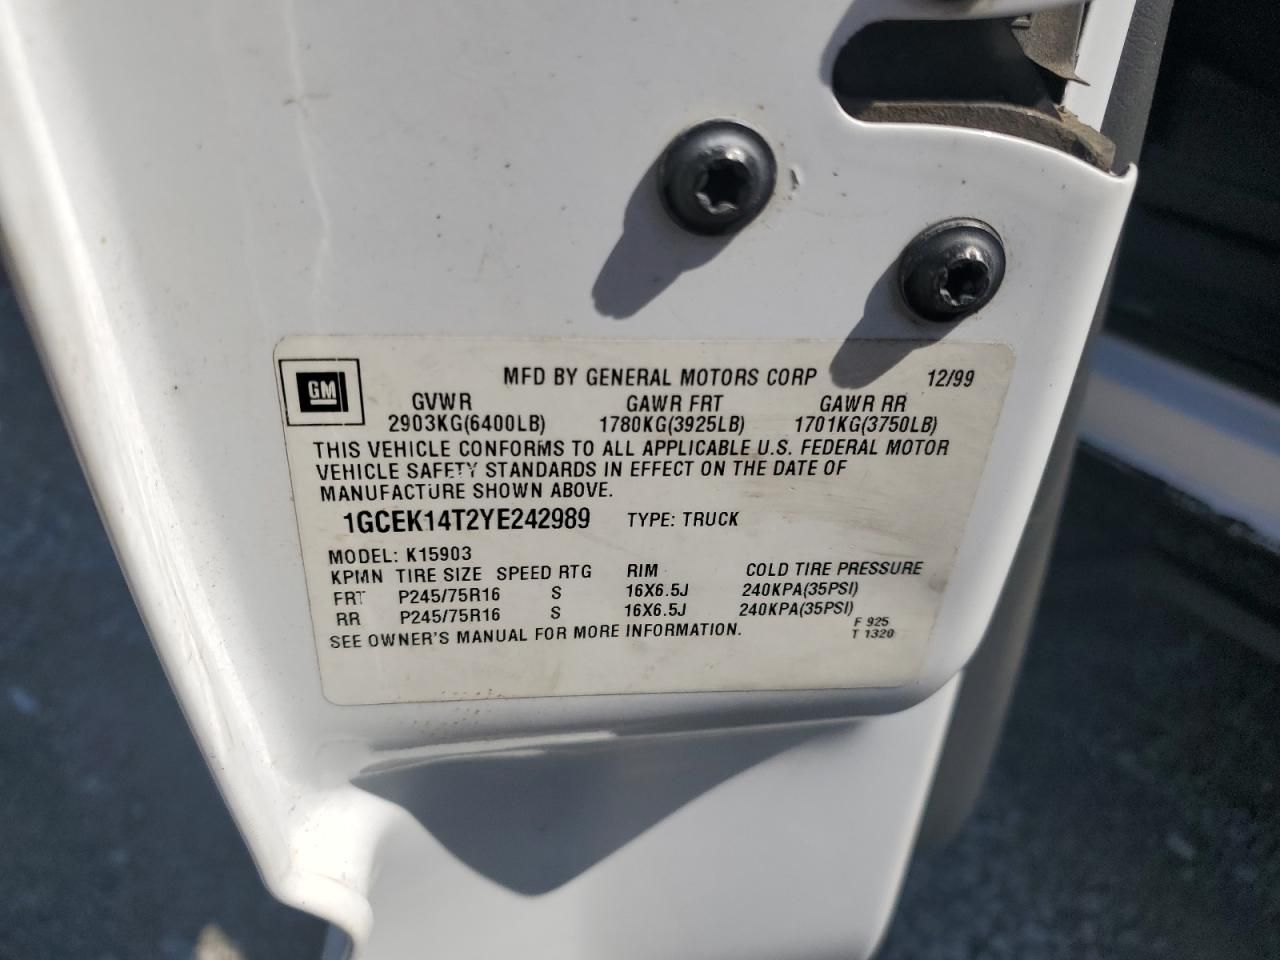 GM
MFD BY GENERAL MOTORS CORP 12/99
GVWR GAWR FRT GAWR RR
2903KG(6400LB) 1780KG(3925LB) 1701KG(3750LB)
THIS VEHICLE CONFORMS TO ALL APPLICABLE U.S. FEDERAL MOTOR
VEHICLE SAFETY STANDARDS IN EFFECT ON THE DATE OF
MANUFACTURE SHOWN ABOVE.
1GCEK14T2YE242989 TYPE: TRUCK
MODEL: K15903
KPMN TIRE SIZE SPEED RTG RIM COLD TIRE PRESSURE
FRT P245/75R16 S 16X6.5J 240KPA(35PSI)
RR P245/75R16 S 16X6.5J 240KPA(35PSI)
SEE OWNER'S MANUAL FOR MORE INFORMATION.
F 925
T 1320